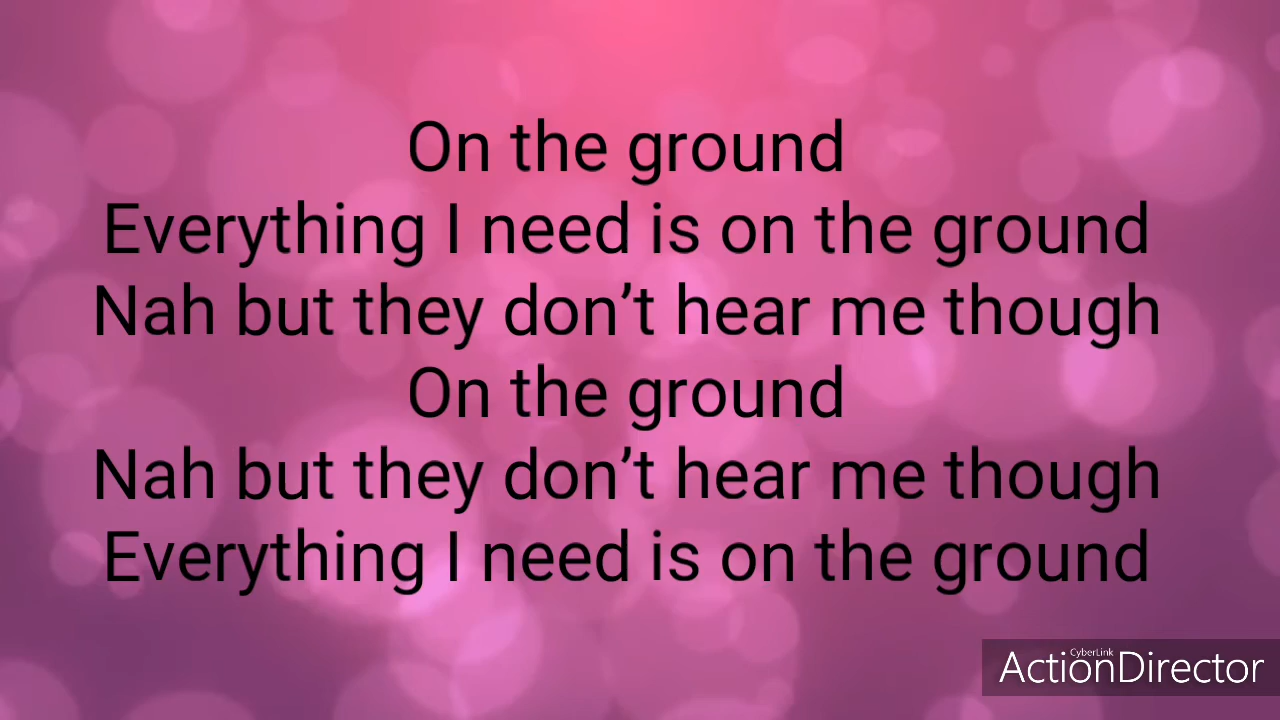 On the ground
Everything I need is on the ground
Nah but they don’t hear me though
On the ground
Nah but they don’t hear me though
Everything I need is on the ground
CyberLink
ActionDirector